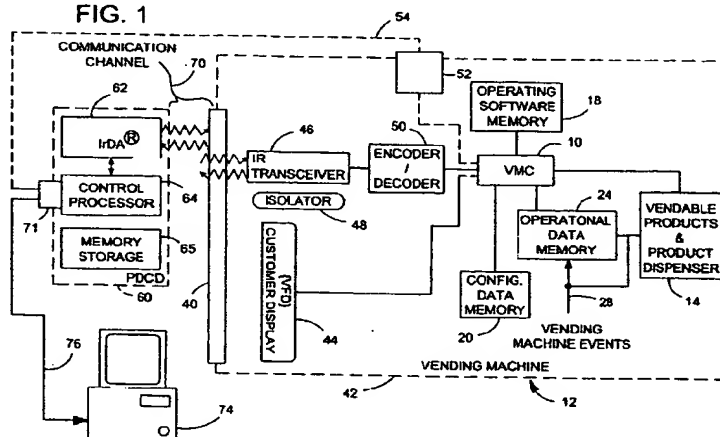 FIG. 1
54
COMMUNICATION
CHANNEL
70
62
52
OPERATING
SOFTWARE
MEMORY
18
IrDA®
46
50
10
IR
TRANSCEIVER
ENCODER
/
DECODER
VMC
CONTROL
PROCESSOR
64
ISOLATOR
24
71
48
OPERATONAL
DATA
MEMORY
VENDABLE
PRODUCTS
&
PRODUCT
DISPENSER
MEMORY
STORAGE
65
PDCD
(VFD)
CUSTOMER DISPLAY
CONFIG.
DATA
MEMORY
60
40
44
20
28
14
VENDING
MACHINE EVENTS
76
VENDING MACHINE
74
42
12